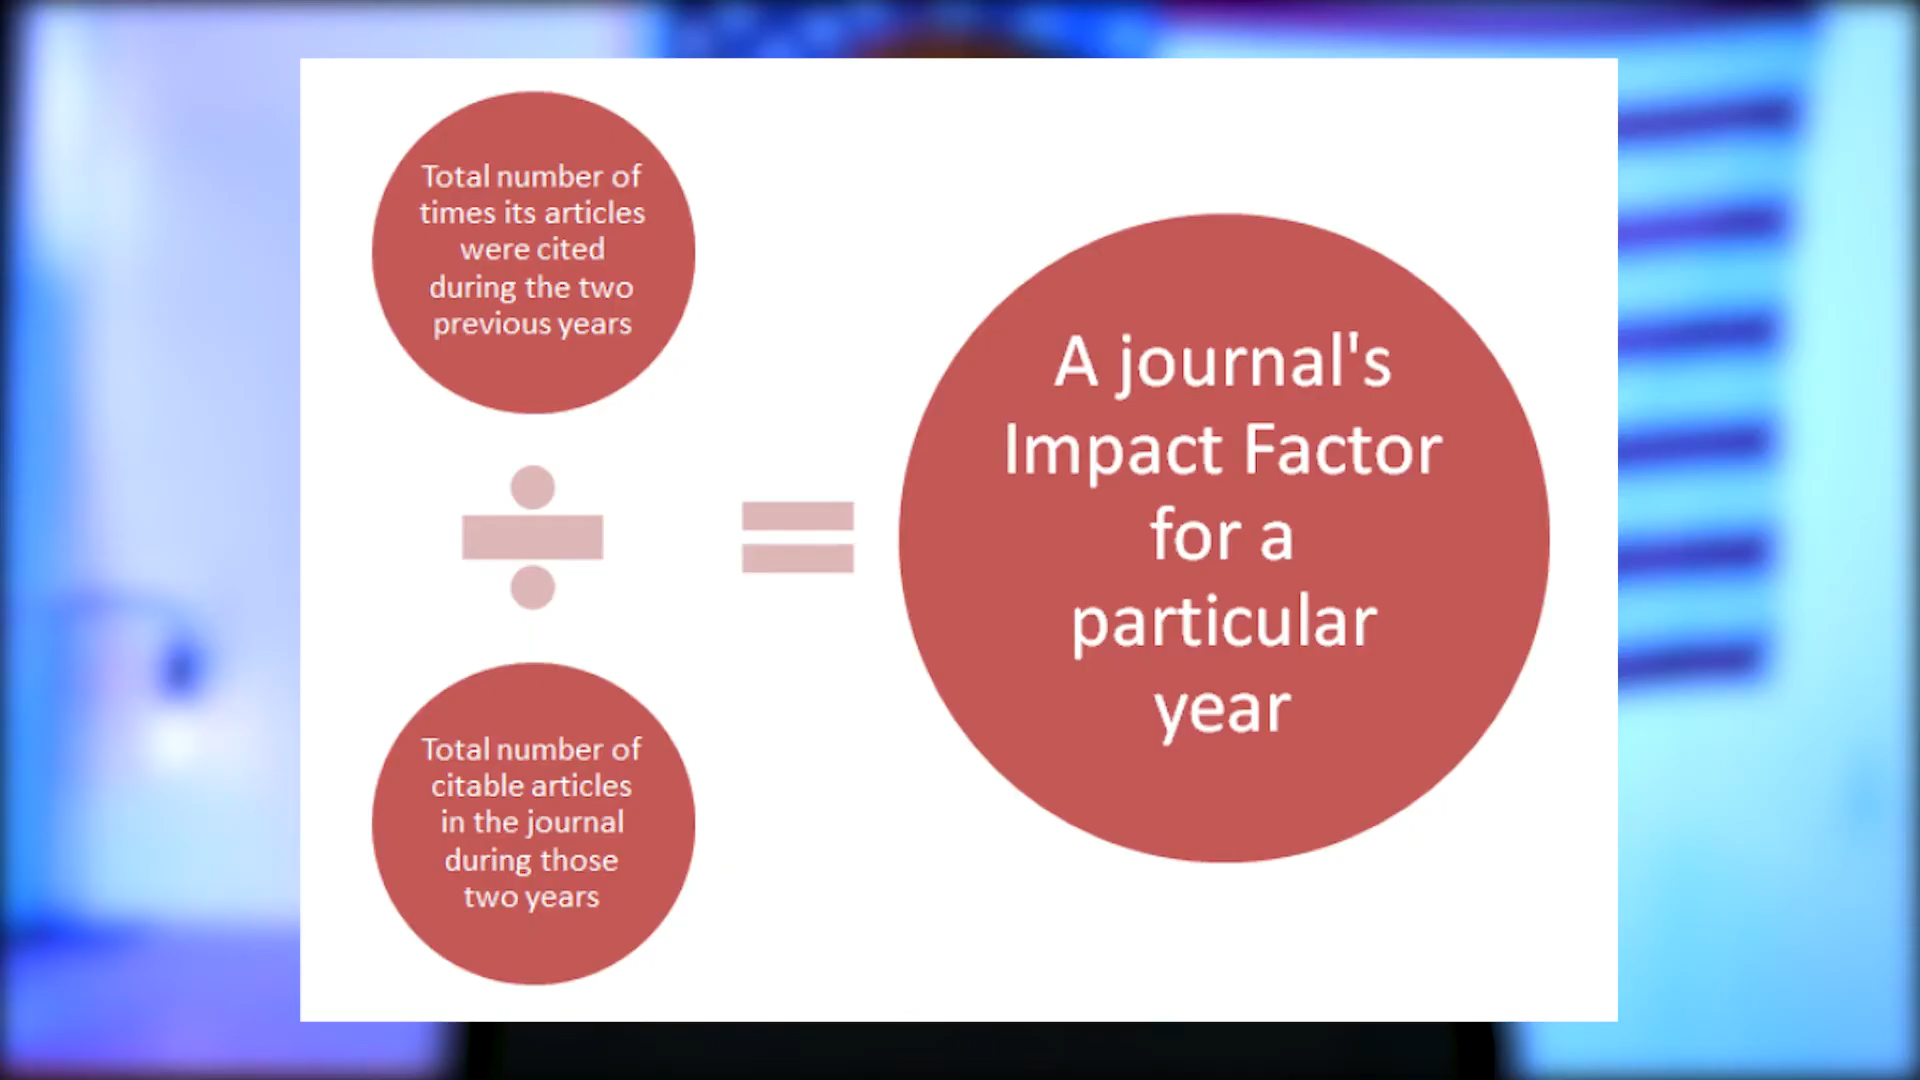 Total number of
times its articles
were cited
during the two
previous years
Total number of
citable articles
in the journal
during those
two years
A journal's
Impact Factor
for a
particular
year